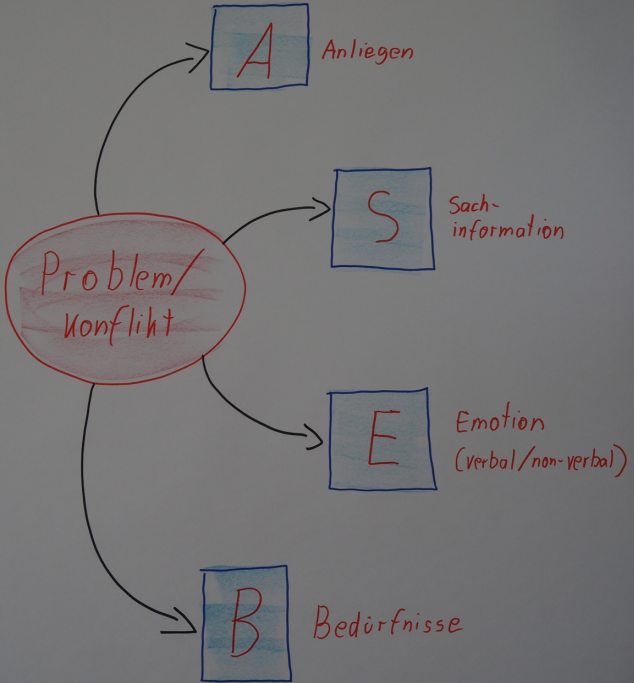 A
Anliegen
S
Sach-
information
Problem/
Konflikt
E
Emotion
(verbal/non-verbal)
B
Bedürfnisse